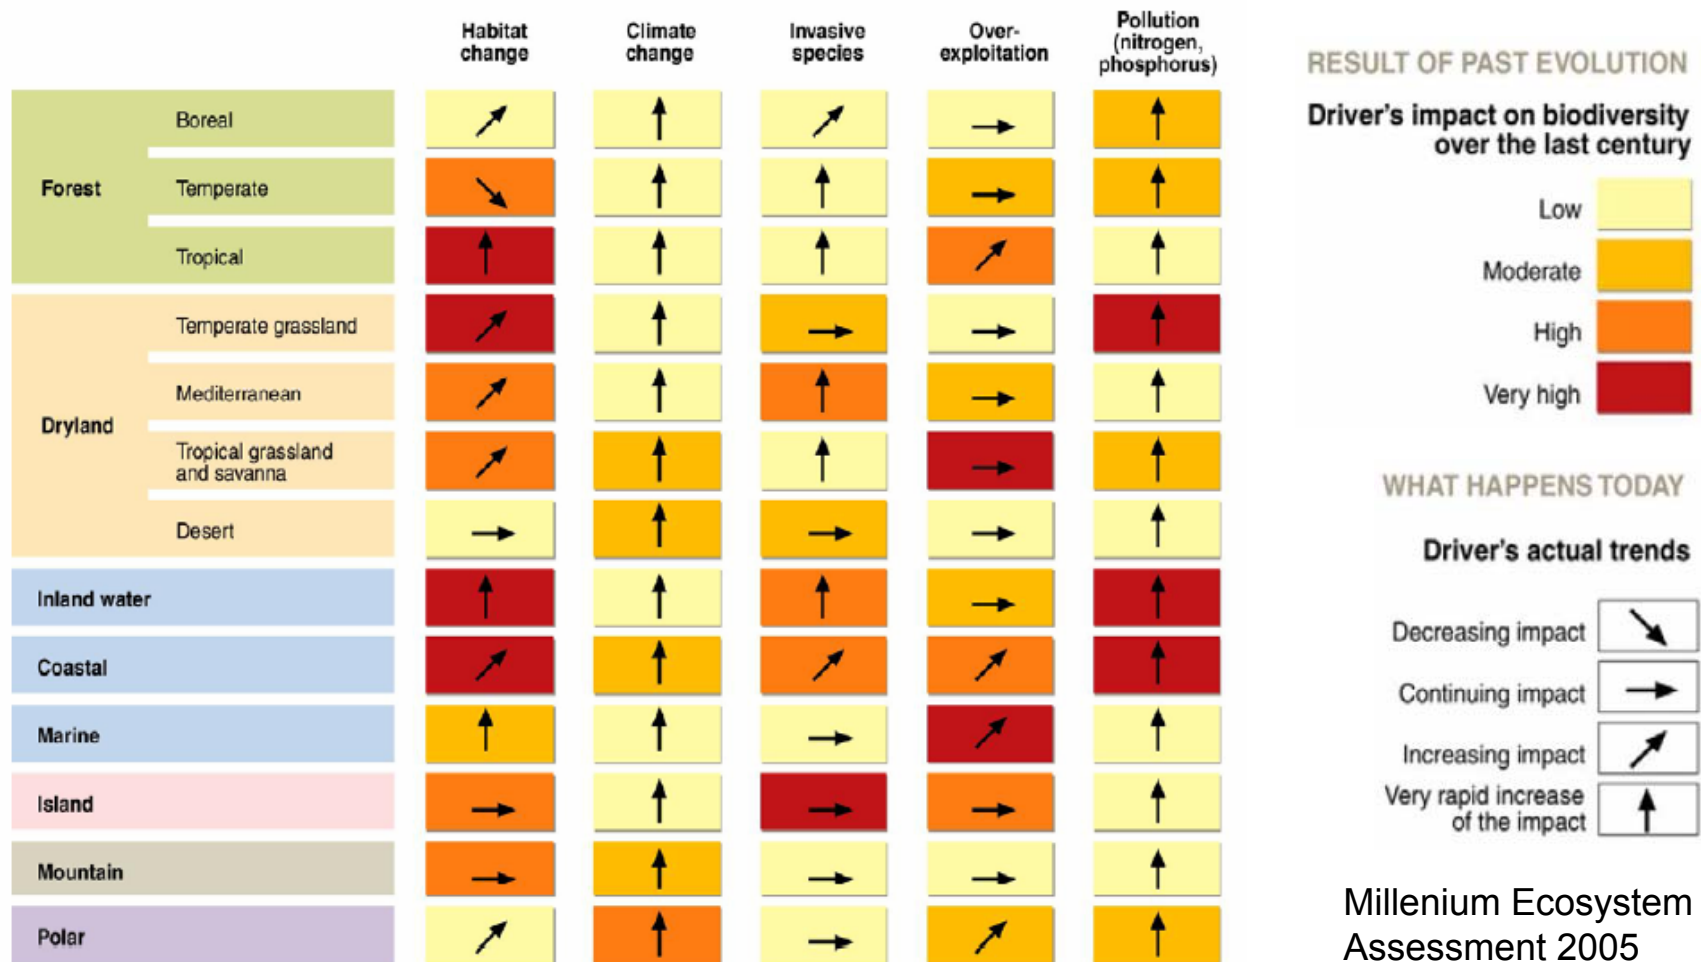 Habitat
change
Climate
change
Invasive
species
Over-
exploitation
Pollution
(nitrogen,
phosphorus)
Forest
Boreal
Temperate
Tropical
Dryland
Temperate grassland
Mediterranean
Tropical grassland
and savanna
Desert
Inland water
Coastal
Marine
Island
Mountain
Polar
RESULT OF PAST EVOLUTION
Driver's impact on biodiversity
over the last century
Low
Moderate
High
Very high
WHAT HAPPENS TODAY
Driver's actual trends
Decreasing impact
Continuing impact
Increasing impact
Very rapid increase
of the impact
Millenium Ecosystem
Assessment 2005